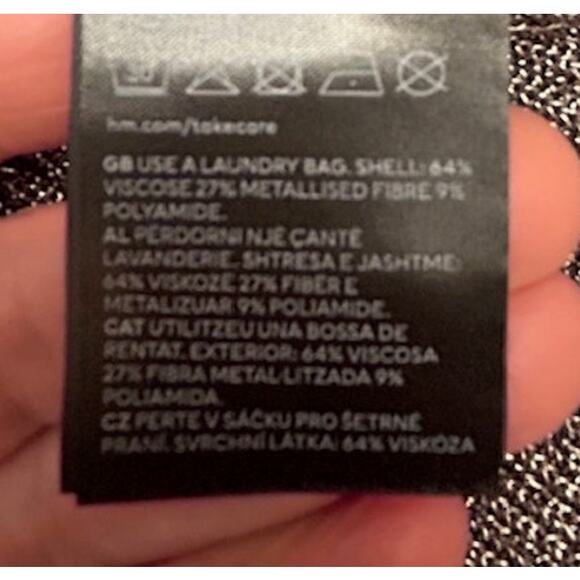 hm.com/takecare
GB USE A LAUNDRY BAG. SHELL: 64%
VISCOSE 27% METALLISED FIBRE 9%
POLYAMIDE.
AL PËRDORNI NJË ÇANTË
LAVANDERIE. SHTRESA E JASHTME:
64% VISKOZË 27% FIBËR E
METALIZUAR 9% POLIAMIDE.
CAT UTILITZEU UNA BOSSA DE
RENTAT. EXTERIOR: 64% VISCOSA
27% FIBRA METAL·LITZADA 9%
POLIAMIDA
CZ PERTE V SÁČKU PRO ŠETRNÉ
PRANÍ. SVRCHNÍ LÁTKA: 64% VISKÓZA